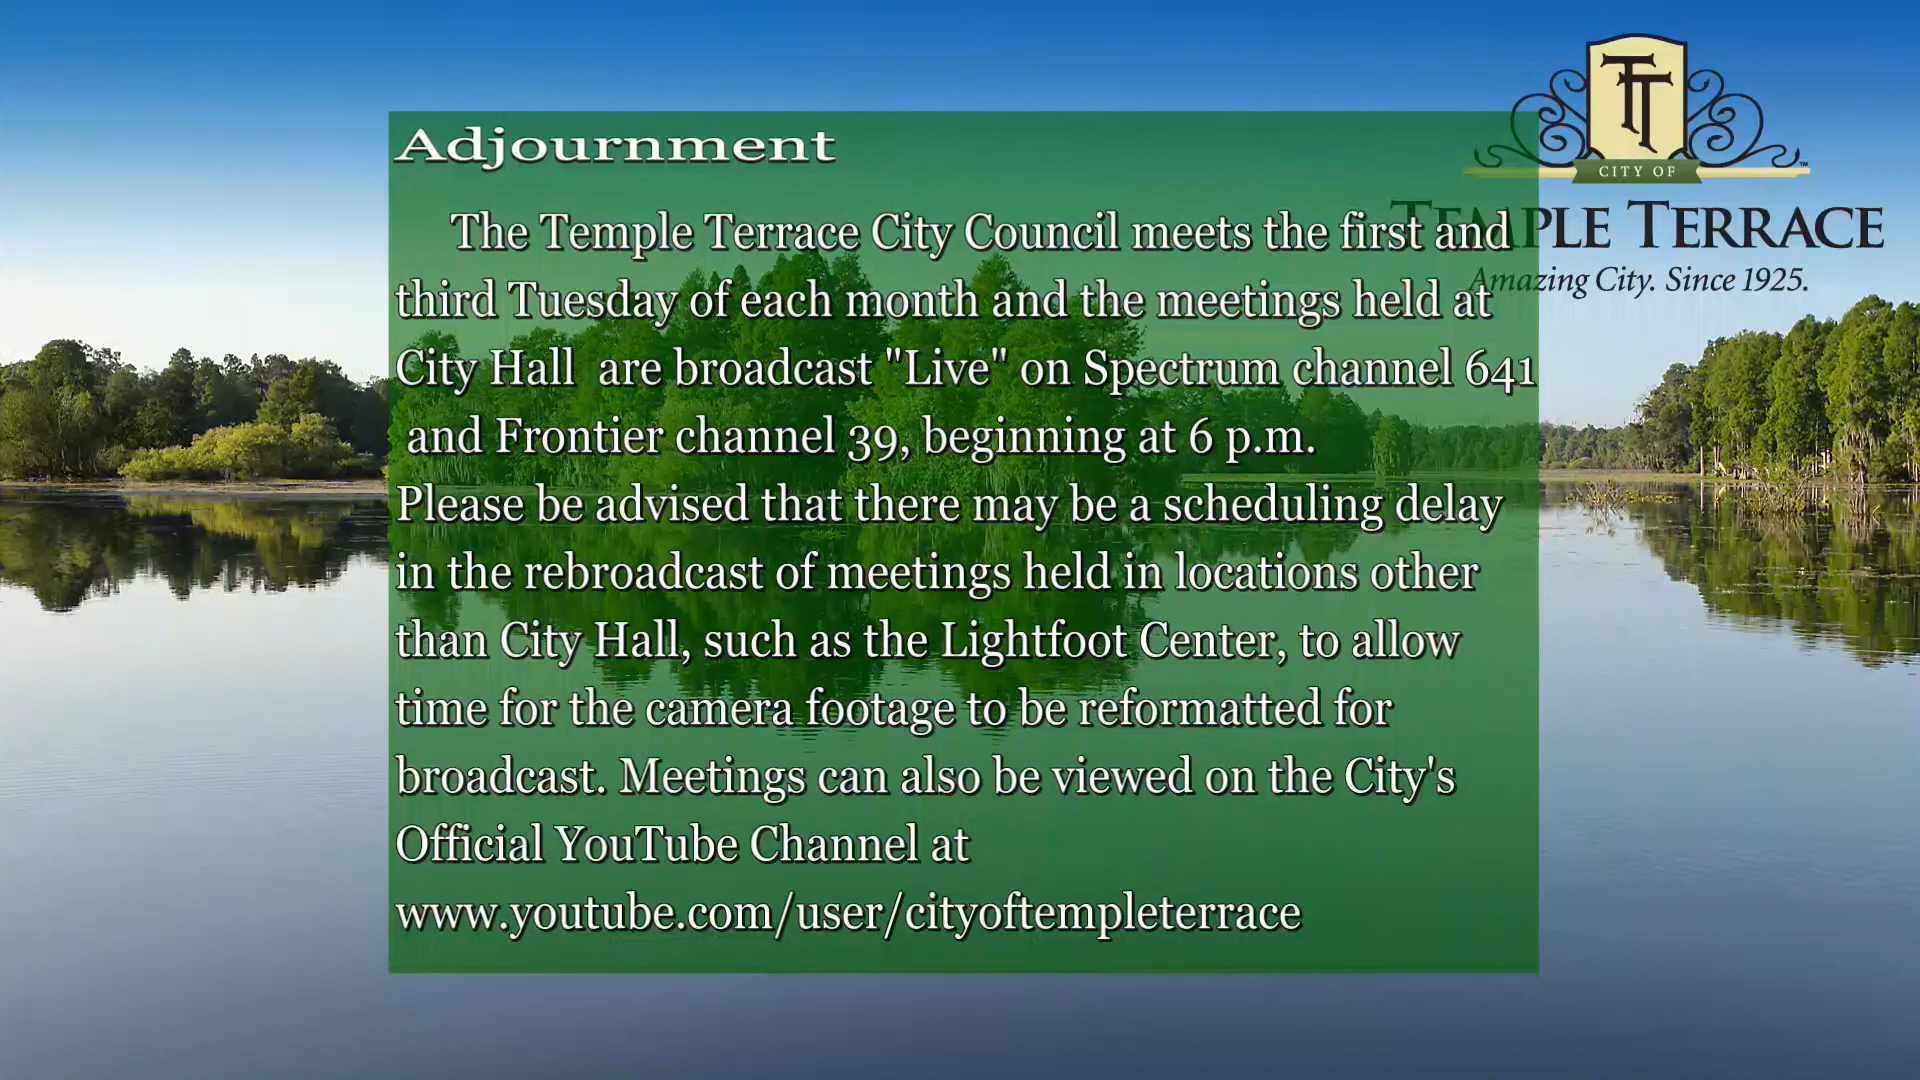 TT
CITY OF
TEMPLE TERRACE
Amazing City. Since 1925.
Adjournment
The Temple Terrace City Council meets the first and
third Tuesday of each month and the meetings held at
City Hall are broadcast "Live" on Spectrum channel 641
and Frontier channel 39, beginning at 6 p.m.
Please be advised that there may be a scheduling delay
in the rebroadcast of meetings held in locations other
than City Hall, such as the Lightfoot Center, to allow
time for the camera footage to be reformatted for
broadcast. Meetings can also be viewed on the City's
Official YouTube Channel at
www.youtube.com/user/cityoftempleterrace